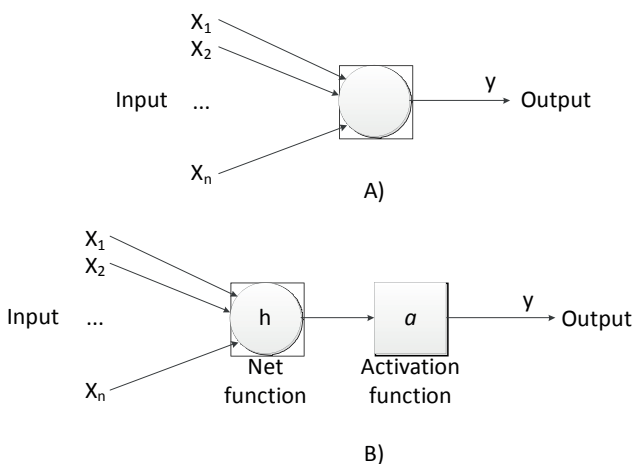 X1
X2
y
Input ... Output
Xn
A)
X1
X2
y
h a
Input ... Output
Net Activation
function function
Xn
B)